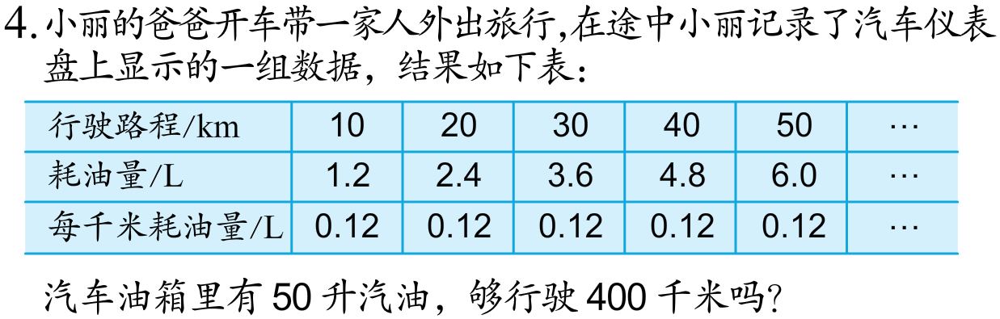 4.小丽的爸爸开车带一家人外出旅行,在途中小丽记录了汽车仪表
盘上显示的一组数据，结果如下表：
行驶路程/km 10 20 30 40 50 …
耗油量/L 1.2 2.4 3.6 4.8 6.0 …
每千米耗油量/L 0.12 0.12 0.12 0.12 0.12 …
汽车油箱里有 50 升汽油，够行驶 400 千米吗？